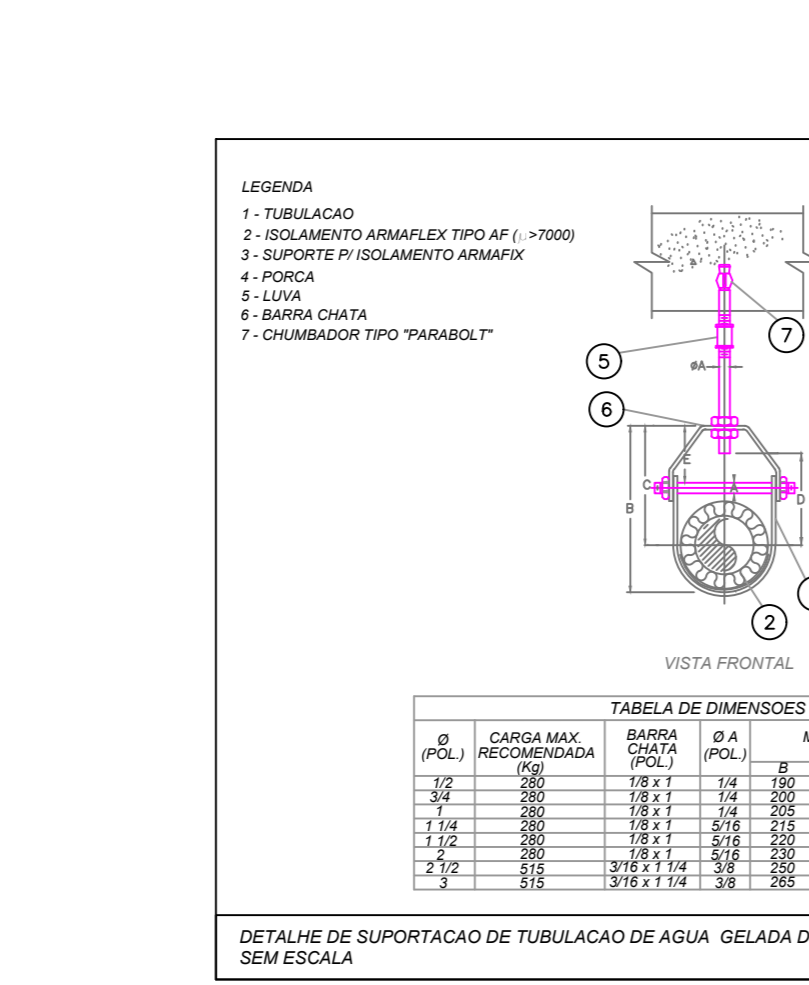 LEGENDA
1 - TUBULACAO
2 - ISOLAMENTO ARMAFLEX TIPO AF (μ>7000)
3 - SUPORTE P/ ISOLAMENTO ARMAFIX
4 - PORCA
5 - LUVA
6 - BARRA CHATA
7 - CHUMBADOR TIPO "PARABOLT"
7
5
ØA
6
E
C
A
D
B
2
VISTA FRONTAL
TABELA DE DIMENSOES
Ø (POL.) CARGA MAX. RECOMENDADA (Kg) BARRA CHATA (POL.) Ø A (POL.) B
1/2 280 1/8 x 1 1/4 190
3/4 280 1/8 x 1 1/4 200
1 280 1/8 x 1 1/4 205
1 1/4 280 1/8 x 1 5/16 215
1 1/2 280 1/8 x 1 5/16 220
2 280 1/8 x 1 5/16 230
2 1/2 515 3/16 x 1 1/4 3/8 250
3 515 3/16 x 1 1/4 3/8 265
DETALHE DE SUPORTACAO DE TUBULACAO DE AGUA GELADA D
SEM ESCALA